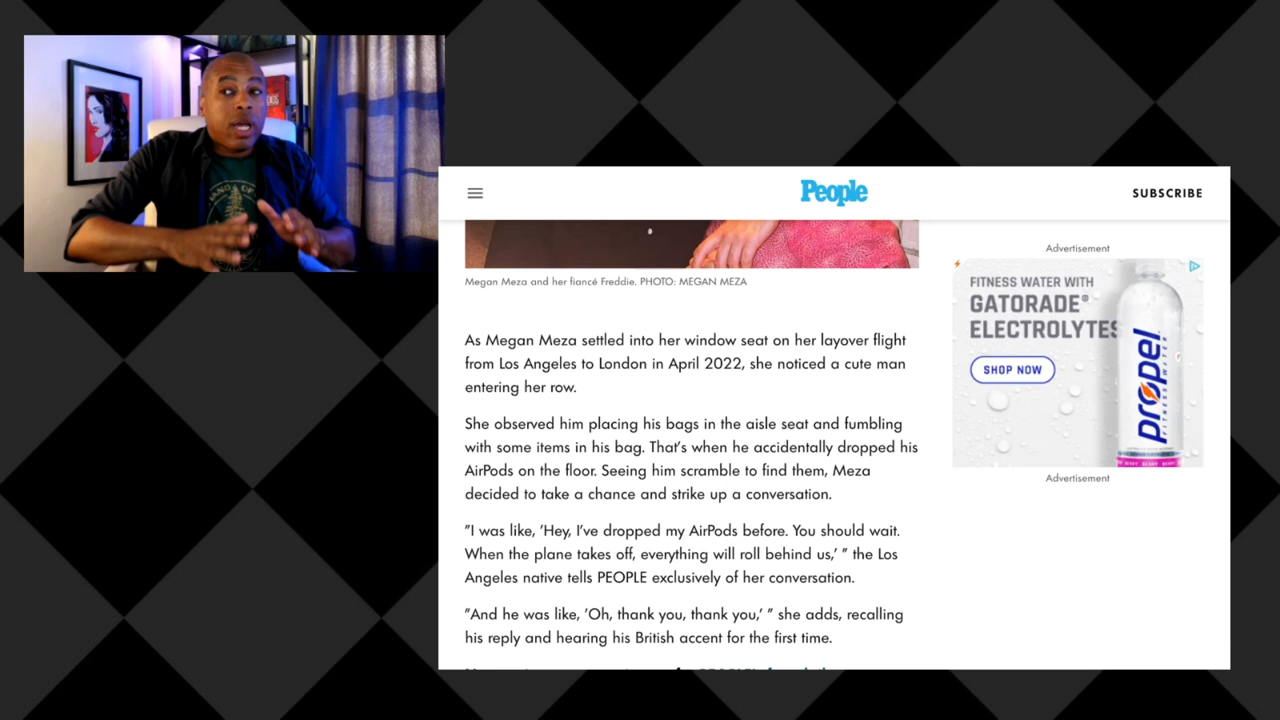 AND OF
People
SUBSCRIBE
Megan Meza and her fiancé Freddie. PHOTO: MEGAN MEZA
As Megan Meza settled into her window seat on her layover flight
from Los Angeles to London in April 2022, she noticed a cute man
entering her row.
She observed him placing his bags in the aisle seat and fumbling
with some items in his bag. That's when he accidentally dropped his
AirPods on the floor. Seeing him scramble to find them, Meza
decided to take a chance and strike up a conversation.
"I was like, 'Hey, I've dropped my AirPods before. You should wait.
When the plane takes off, everything will roll behind us,' " the Los
Angeles native tells PEOPLE exclusively of her conversation.
"And he was like, 'Oh, thank you, thank you,' " she adds, recalling
his reply and hearing his British accent for the first time.
Advertisement
FITNESS WATER WITH
GATORADE®
ELECTROLYTES
SHOP NOW
propel
FITNESS WATER
Advertisement